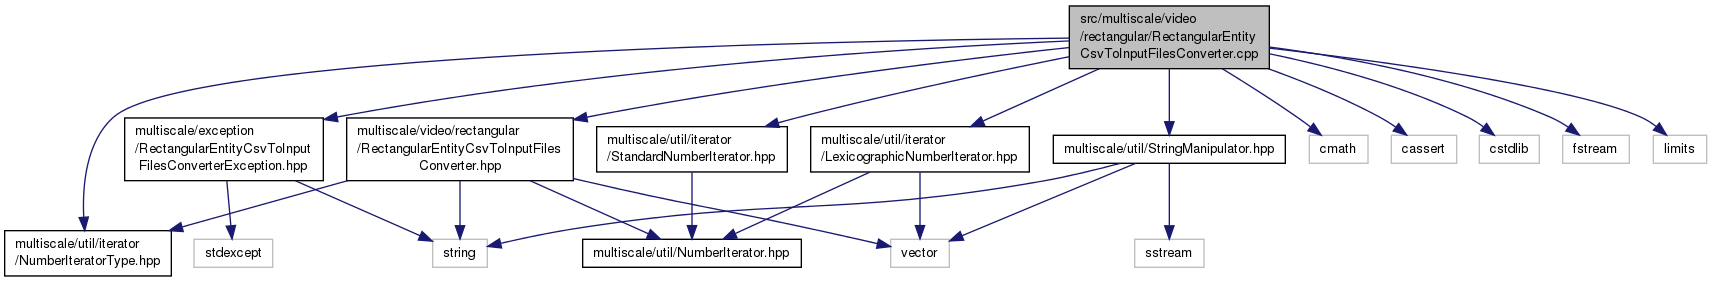 src/multiscale/video
/rectangular/RectangularEntity
CsvToInputFilesConverter.cpp
multiscale/exception
/RectangularEntityCsvToInput
FilesConverterException.hpp
multiscale/video/rectangular
/RectangularEntityCsvToInputFiles
Converter.hpp
multiscale/util/iterator
/StandardNumberIterator.hpp
multiscale/util/iterator
/LexicographicNumberIterator.hpp
multiscale/util/StringManipulator.hpp
cmath
cassert
cstdlib
fstream
limits
multiscale/util/iterator
/NumberIteratorType.hpp
stdexcept
string
multiscale/util/NumberIterator.hpp
vector
sstream